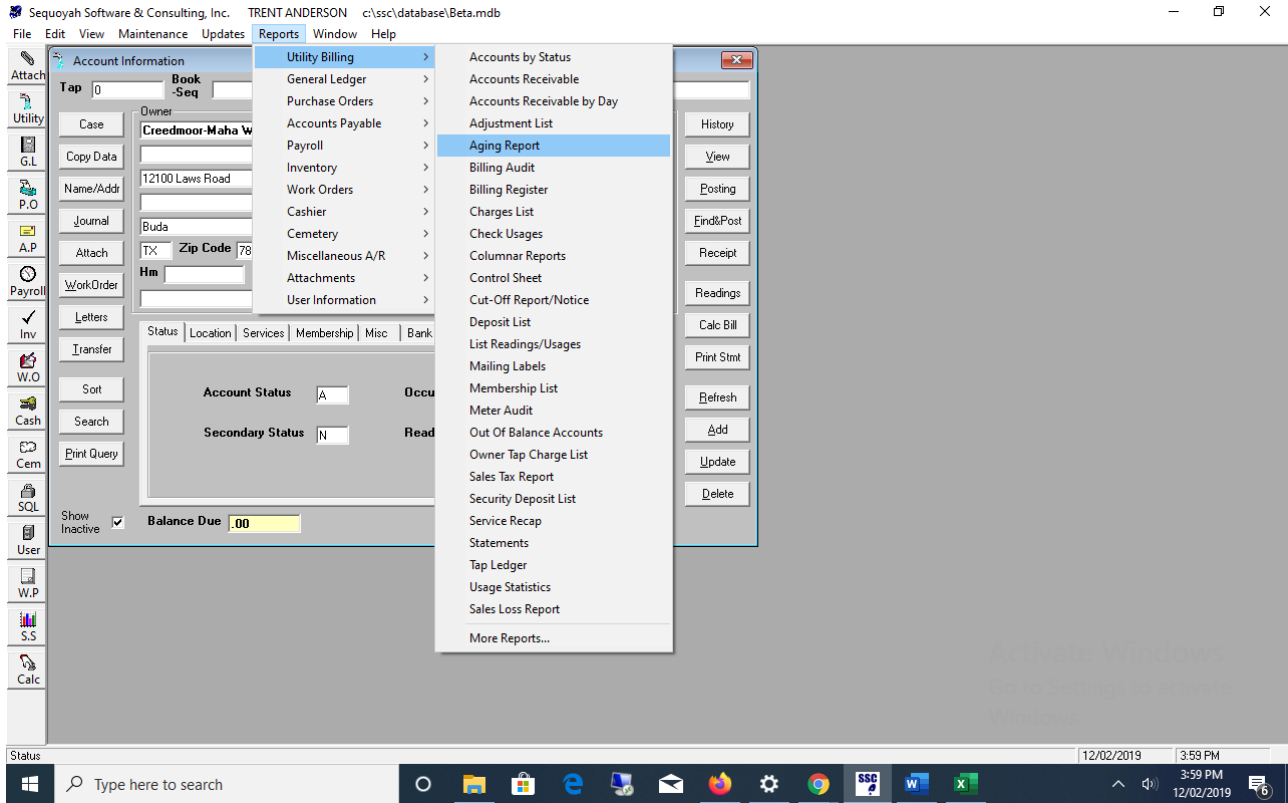 Sequoyah Software & Consulting, Inc. TRENT ANDERSON c:\ssc\database\Beta.mdb
File Edit View Maintenance Updates Reports Window Help
Attach
Utility
G.L
P.O
A.P
Payroll
Inv
W.O
Cash
Cem
SQL
User
W.P
S.S
Calc
Account Information
Tap 0 Book -Seq
Case
Copy Data
Name/Addr
Journal
Attach
WorkOrder
Letters
Transfer
Sort
Search
Print Query
Show Inactive
Owner
Creedmoor-Maha W
12100 Laws Road
Buda
TX Zip Code 78
Hm
Status Location Services Membership Misc Bank
Account Status A Occu
Secondary Status N Read
Balance Due .00
Utility Billing >
General Ledger >
Purchase Orders >
Accounts Payable >
Payroll >
Inventory >
Work Orders >
Cashier >
Cemetery >
Miscellaneous A/R >
Attachments >
User Information >
Accounts by Status
Accounts Receivable
Accounts Receivable by Day
Adjustment List
Aging Report
Billing Audit
Billing Register
Charges List
Check Usages
Columnar Reports
Control Sheet
Cut-Off Report/Notice
Deposit List
List Readings/Usages
Mailing Labels
Membership List
Meter Audit
Out Of Balance Accounts
Owner Tap Charge List
Sales Tax Report
Security Deposit List
Service Recap
Statements
Tap Ledger
Usage Statistics
Sales Loss Report
More Reports...
History
View
Posting
Find&Post
Receipt
Readings
Calc Bill
Print Stmt
Refresh
Add
Update
Delete
Activate Windows
Go to Settings to activate
Windows.
Status 12/02/2019 3:59 PM
Type here to search
SSC
W
X
3:59 PM
12/02/2019
6